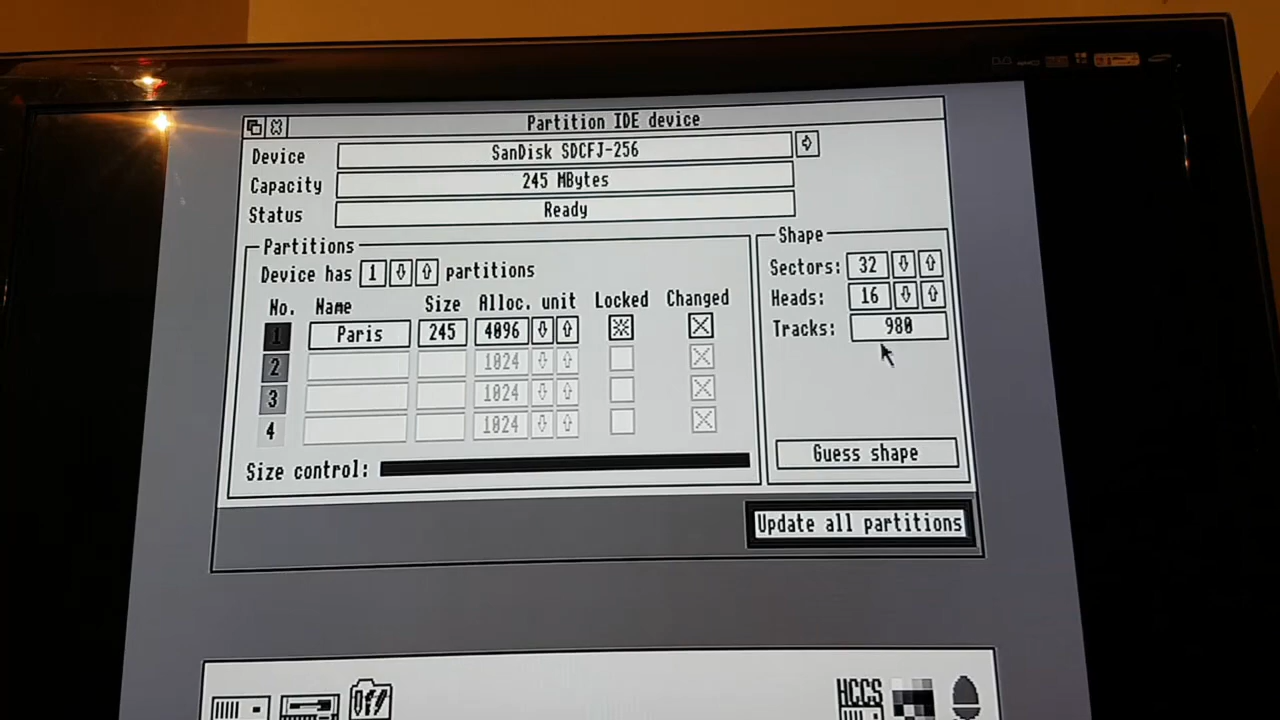 Partition IDE device
Device SanDisk SDCFJ-256
Capacity 245 MBytes
Status Ready
Partitions
Device has 1 partitions
No. Name Size Alloc. unit Locked Changed
1 Paris 245 4096
2 1024
3 1024
4 1024
Size control:
Shape
Sectors: 32
Heads: 16
Tracks: 980
Guess shape
Update all partitions
HCCS